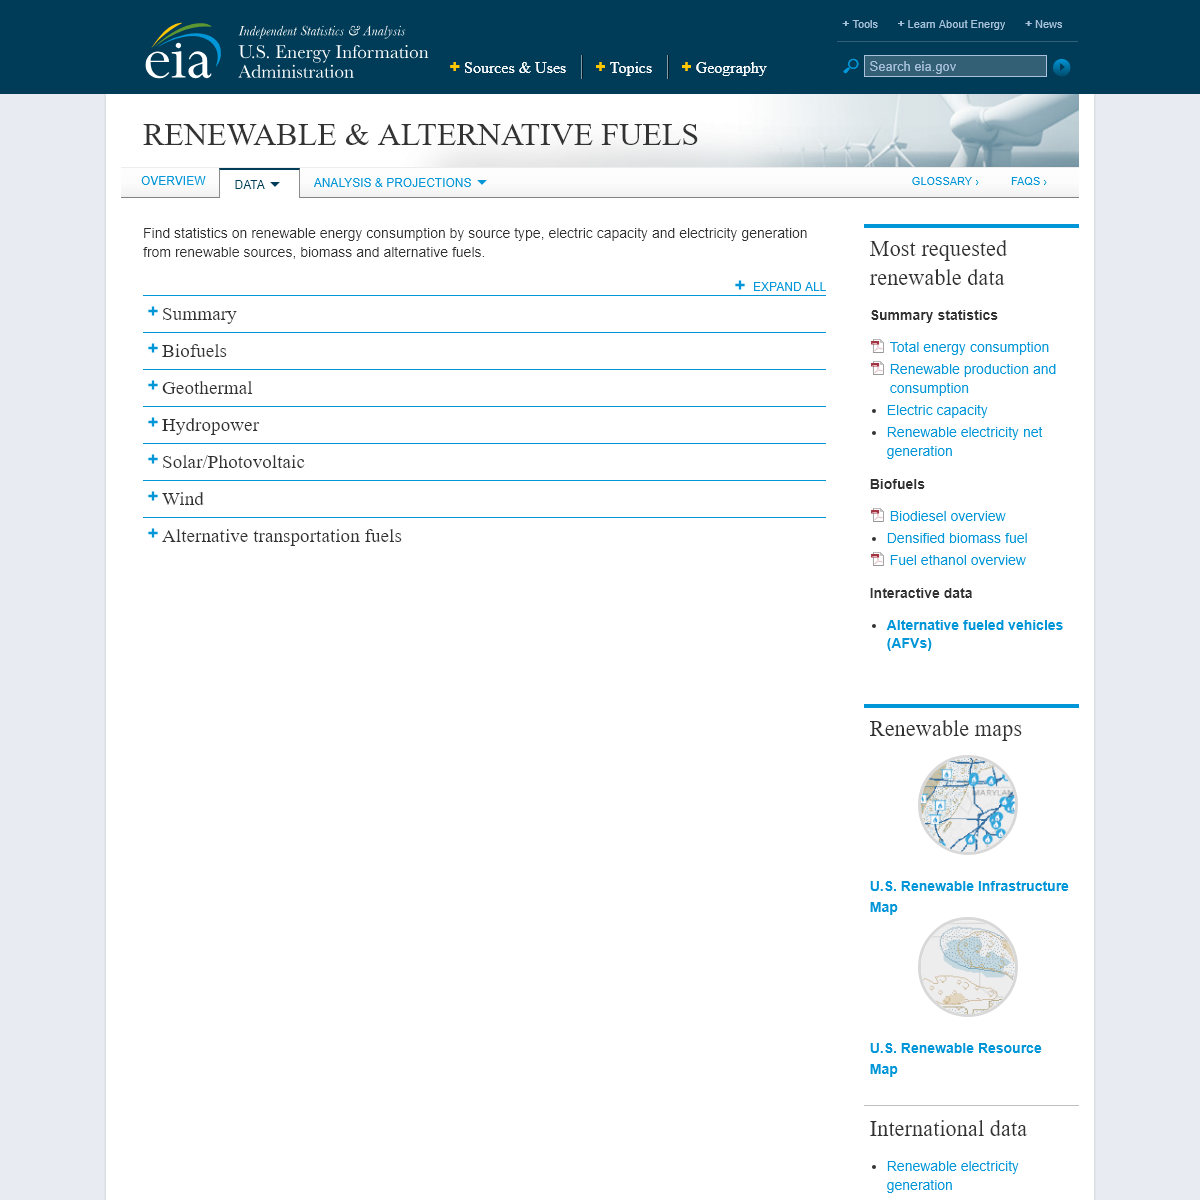 + Tools + Learn About Energy + News
Independent Statistics & Analysis
eia U.S. Energy Information
Administration
+ Sources & Uses + Topics + Geography
Search eia.gov
RENEWABLE & ALTERNATIVE FUELS
OVERVIEW DATA ANALYSIS & PROJECTIONS GLOSSARY › FAQS ›
Find statistics on renewable energy consumption by source type, electric capacity and electricity generation
from renewable sources, biomass and alternative fuels.
+ EXPAND ALL
+ Summary
+ Biofuels
+ Geothermal
+ Hydropower
+ Solar/Photovoltaic
+ Wind
+ Alternative transportation fuels
Most requested
renewable data
Summary statistics
Total energy consumption
Renewable production and
consumption
• Electric capacity
• Renewable electricity net
generation
Biofuels
Biodiesel overview
• Densified biomass fuel
Fuel ethanol overview
Interactive data
• Alternative fueled vehicles
(AFVs)
Renewable maps
U.S. Renewable Infrastructure
Map
U.S. Renewable Resource
Map
International data
• Renewable electricity
generation